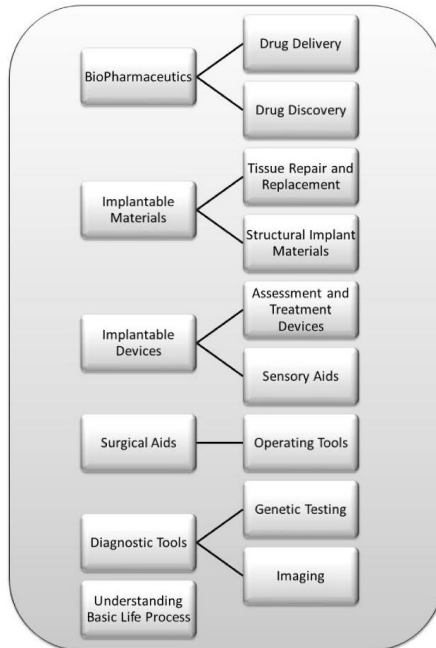 BioPharmaceutics
Drug Delivery
Drug Discovery
Implantable
Materials
Tissue Repair and
Replacement
Structural Implant
Materials
Implantable
Devices
Assessment and
Treatment
Devices
Sensory Aids
Surgical Aids
Operating Tools
Diagnostic Tools
Genetic Testing
Imaging
Understanding
Basic Life Process